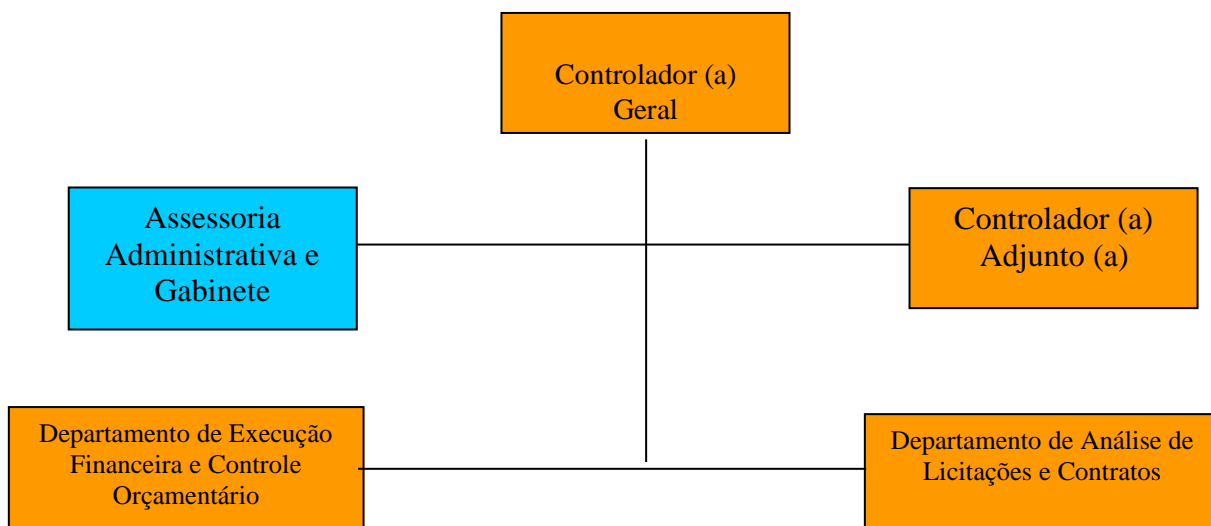 Controlador (a)
Geral
Assessoria
Administrativa e
Gabinete
Controlador (a)
Adjunto (a)
Departamento de Execução
Financeira e Controle
Orçamentário
Departamento de Análise de
Licitações e Contratos